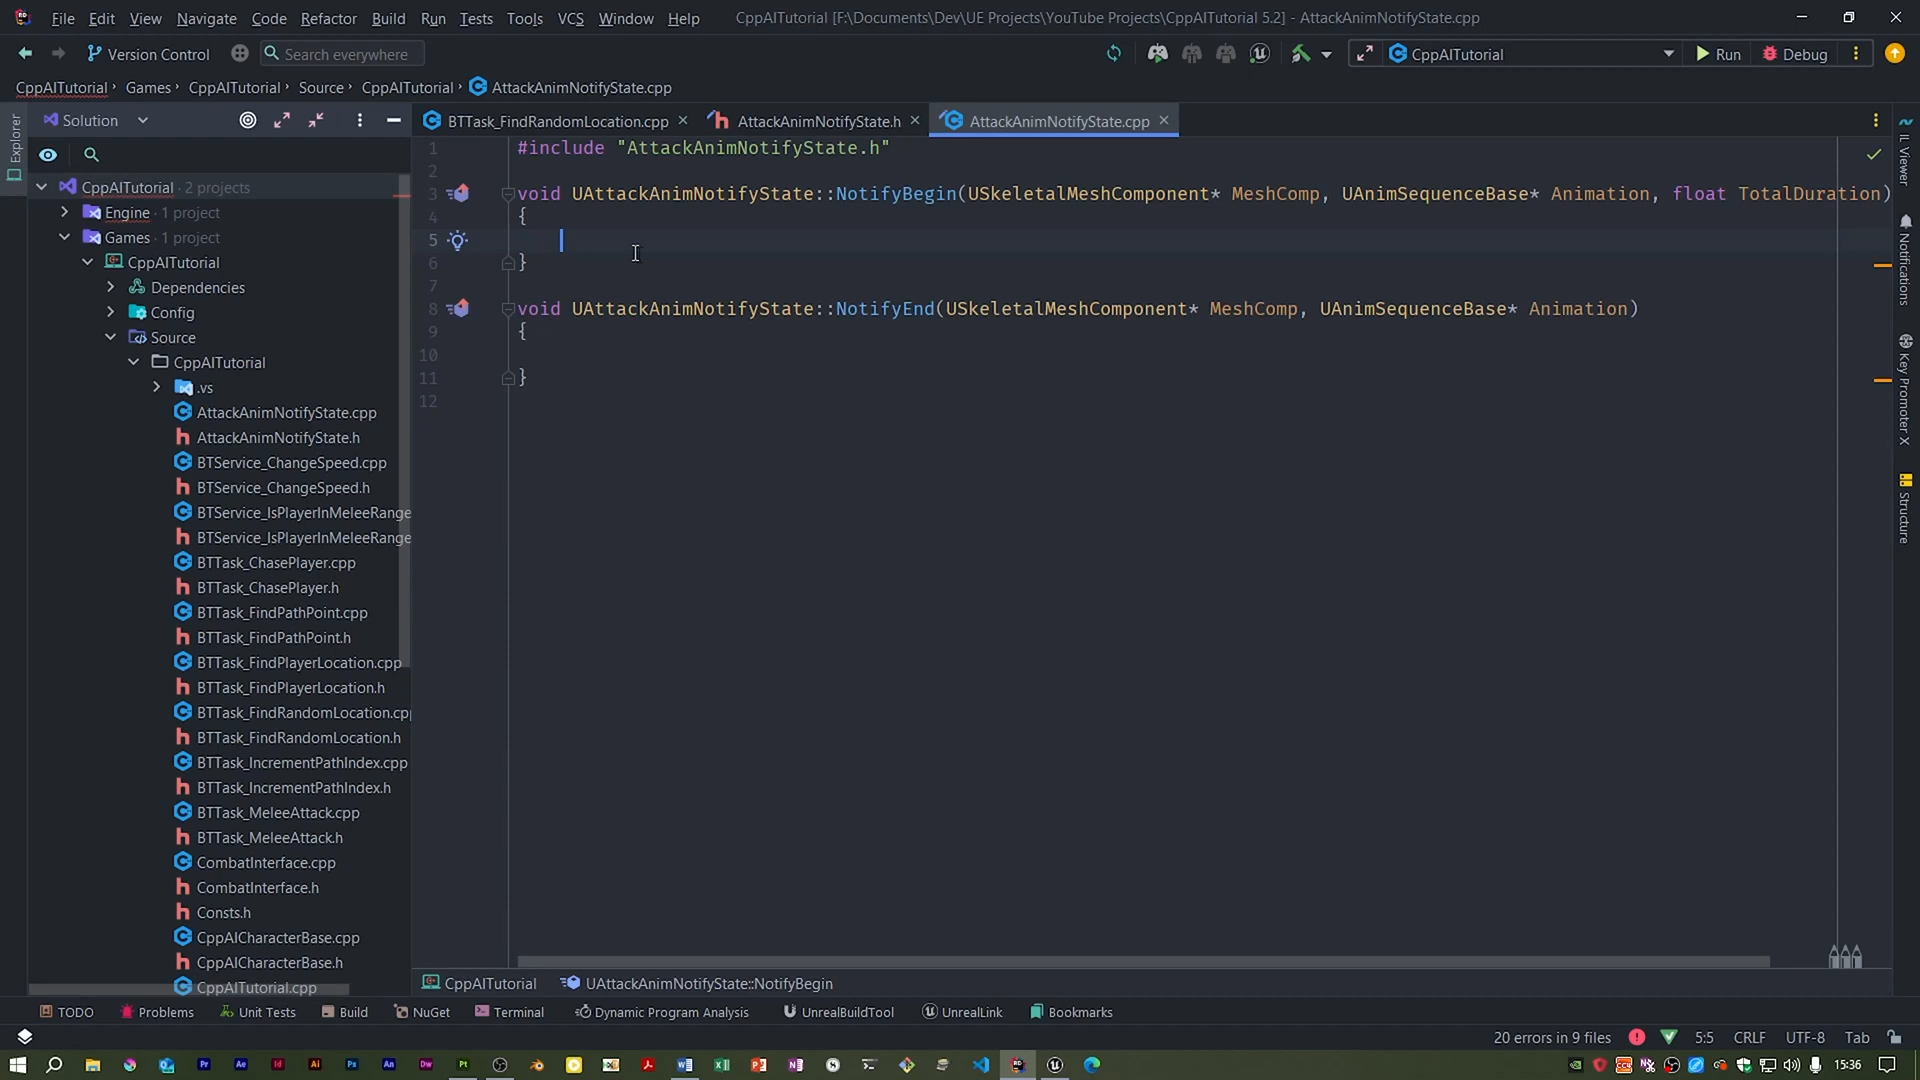 File Edit View Navigate Code Refactor Build Run Tests Tools VCS Window Help CppAITutorial [F:\Documents\Dev\UE Projects\YouTube Projects\CppAITutorial 5.2] - AttackAnimNotifyState.cpp
Version Control Search everywhere CppAITutorial Run Debug
CppAITutorial Games CppAITutorial Source CppAITutorial AttackAnimNotifyState.cpp
Explorer
Solution
BTTask_FindRandomLocation.cpp AttackAnimNotifyState.h AttackAnimNotifyState.cpp
CppAITutorial · 2 projects
Engine · 1 project
Games · 1 project
CppAITutorial
Dependencies
Config
Source
CppAITutorial
.vs
AttackAnimNotifyState.cpp
AttackAnimNotifyState.h
BTService_ChangeSpeed.cpp
BTService_ChangeSpeed.h
BTService_IsPlayerInMeleeRange
BTService_IsPlayerInMeleeRange
BTTask_ChasePlayer.cpp
BTTask_ChasePlayer.h
BTTask_FindPathPoint.cpp
BTTask_FindPathPoint.h
BTTask_FindPlayerLocation.cpp
BTTask_FindPlayerLocation.h
BTTask_FindRandomLocation.cp
BTTask_FindRandomLocation.h
BTTask_IncrementPathIndex.cpp
BTTask_IncrementPathIndex.h
BTTask_MeleeAttack.cpp
BTTask_MeleeAttack.h
CombatInterface.cpp
CombatInterface.h
Consts.h
CppAICharacterBase.cpp
CppAICharacterBase.h
CppAITutorial.cpp
1 #include "AttackAnimNotifyState.h"
2
3 void UAttackAnimNotifyState::NotifyBegin(USkeletalMeshComponent* MeshComp, UAnimSequenceBase* Animation, float TotalDuration)
4 {
5
6 }
7
8 void UAttackAnimNotifyState::NotifyEnd(USkeletalMeshComponent* MeshComp, UAnimSequenceBase* Animation)
9 {
10
11 }
12
IL Viewer
Notifications
Key Promoter X
Structure
CppAITutorial UAttackAnimNotifyState::NotifyBegin
TODO Problems Unit Tests Build NuGet Terminal Dynamic Program Analysis UnrealBuildTool UnrealLink Bookmarks
20 errors in 9 files 5:5 CRLF UTF-8 Tab
15:36